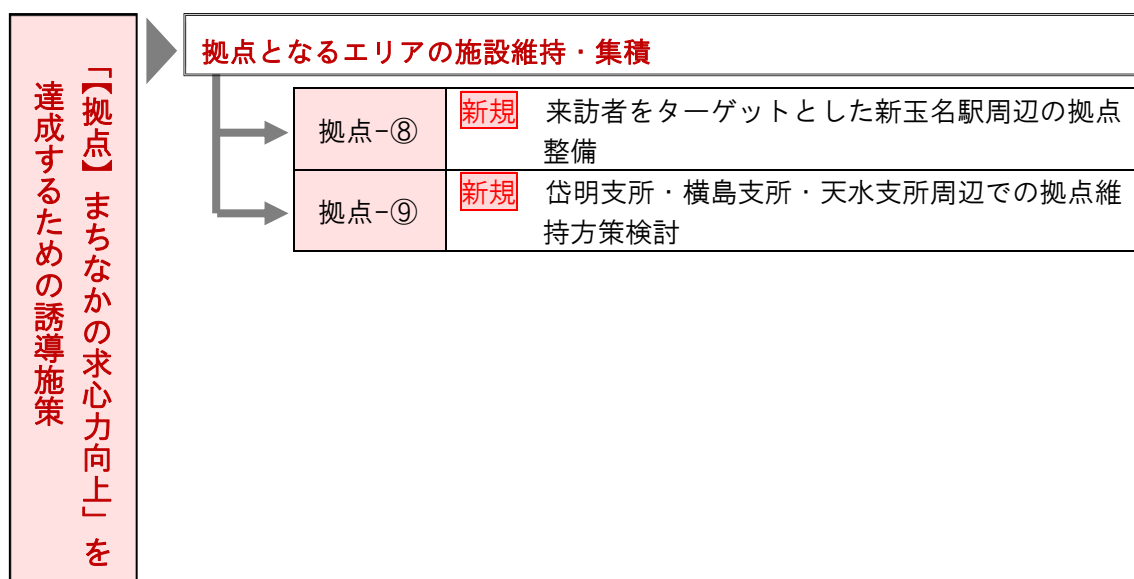 「【拠点】まちなかの求心力向上」を
達成するための誘導施策
拠点となるエリアの施設維持・集積
拠点-⑧
新規 来訪者をターゲットとした新玉名駅周辺の拠点
整備
拠点-⑨
新規 岱明支所・横島支所・天水支所周辺での拠点維
持方策検討